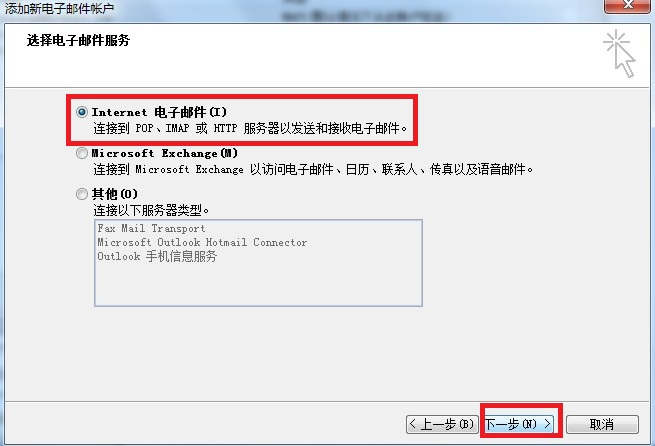 添加新电子邮件帐户
选择电子邮件服务
Internet 电子邮件(I)
连接到 POP、IMAP 或 HTTP 服务器以发送和接收电子邮件。
Microsoft Exchange(M)
连接到 Microsoft Exchange 以访问电子邮件、日历、联系人、传真以及语音邮件。
其他(O)
连接以下服务器类型。
Fax Mail Transport
Microsoft Outlook Hotmail Connector
Outlook 手机信息服务
< 上一步(B)
下一步(N) >
取消